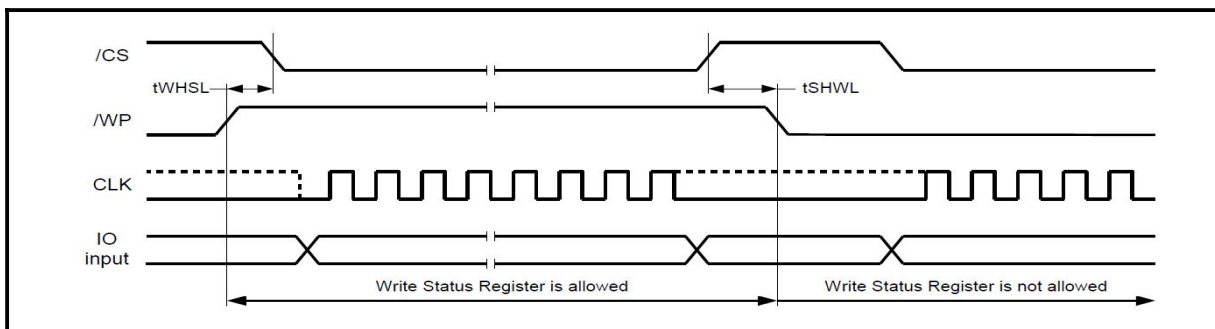 /CS
tWHSL
tSHWL
/WP
CLK
IO
input
Write Status Register is allowed
Write Status Register is not allowed